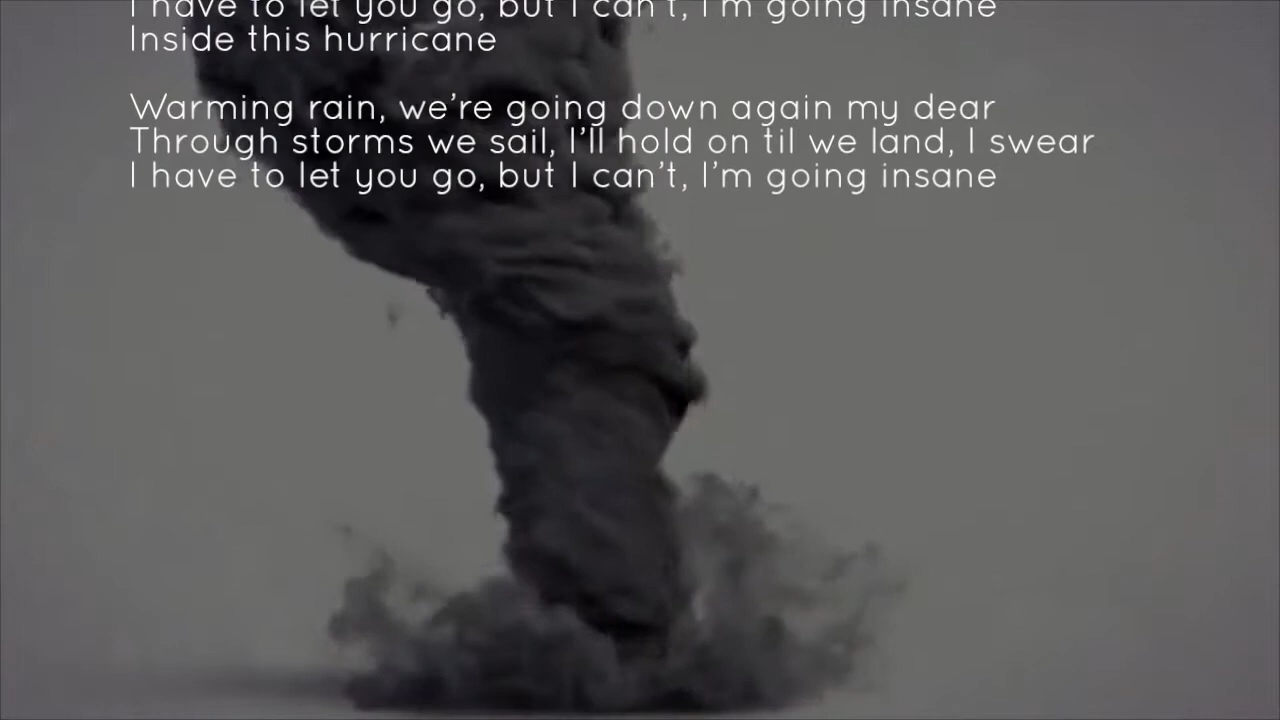 I have to let you go, but I can't, I'm going insane
Inside this hurricane
Warming rain, we're going down again my dear
Through storms we sail, I'll hold on til we land, I swear
I have to let you go, but I can't, I'm going insane